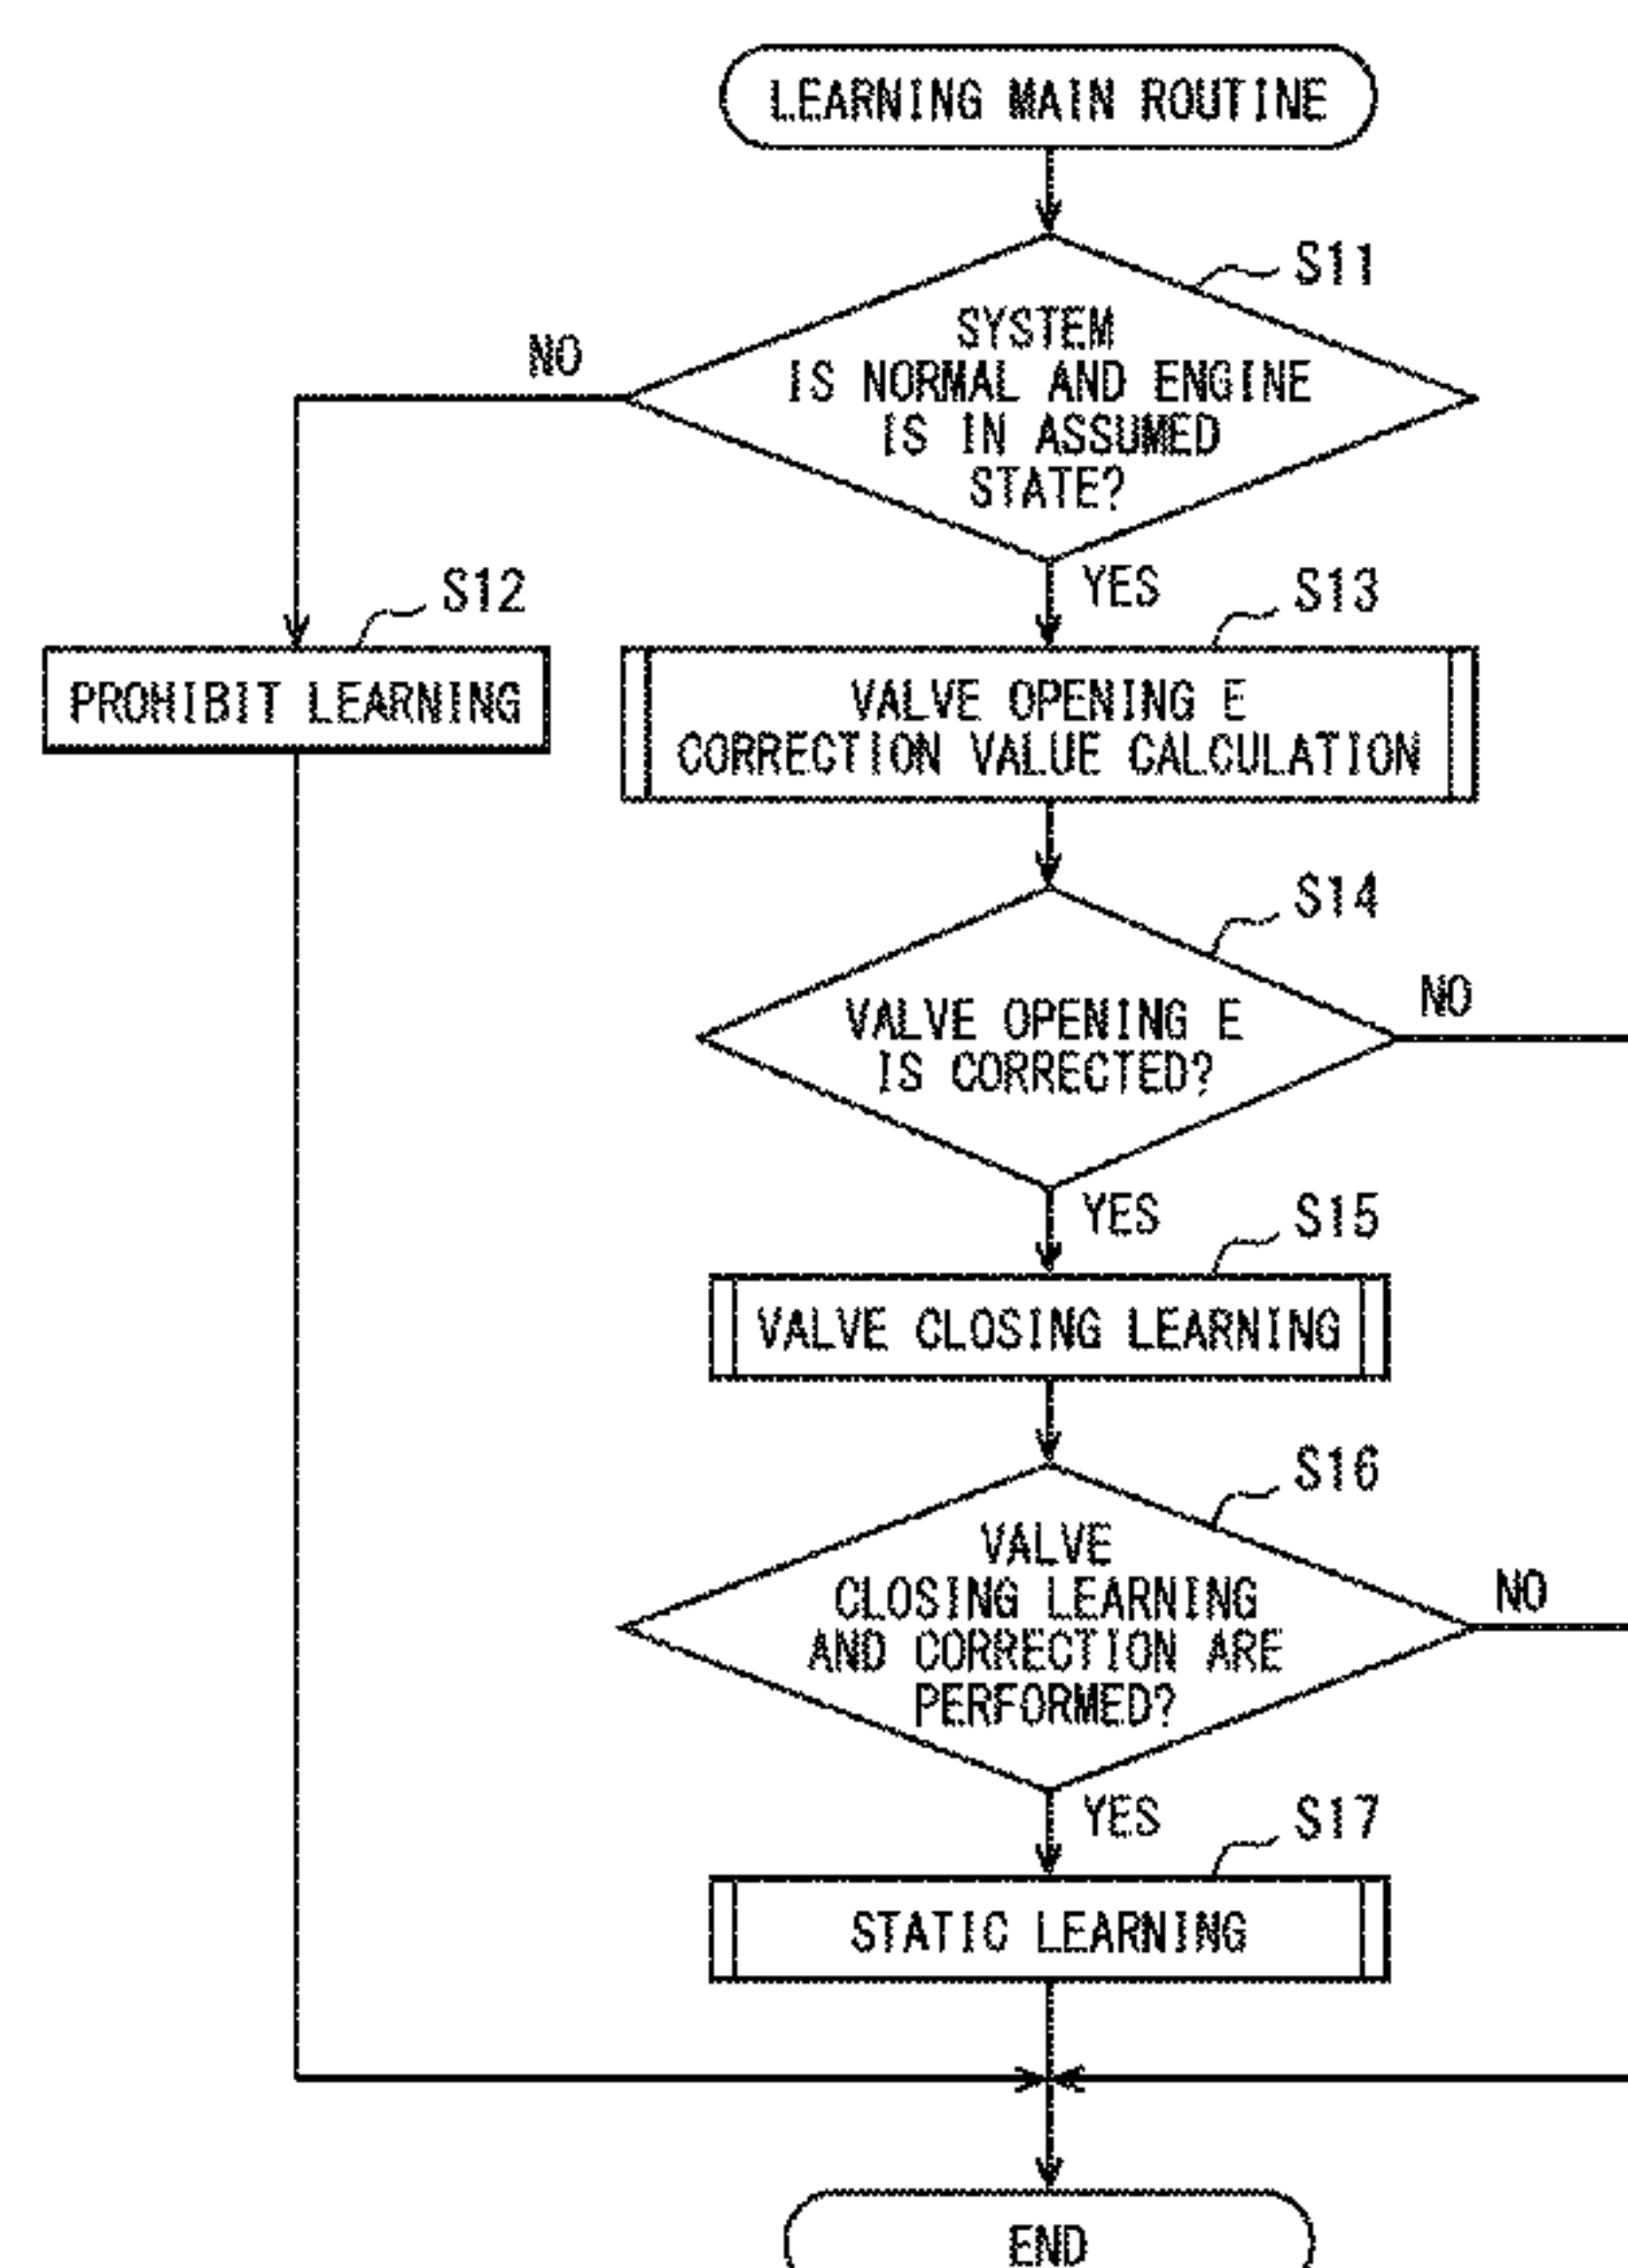 LEARNING MAIN ROUTINE
S11
SYSTEM
IS NORMAL AND ENGINE
IS IN ASSUMED
STATE?
NO
YES
S12
PROHIBIT LEARNING
S13
VALVE OPENING E
CORRECTION VALUE CALCULATION
S14
VALVE OPENING E
IS CORRECTED?
NO
YES
S15
VALVE CLOSING LEARNING
S16
VALVE
CLOSING LEARNING
AND CORRECTION ARE
PERFORMED?
NO
YES
S17
STATIC LEARNING
END